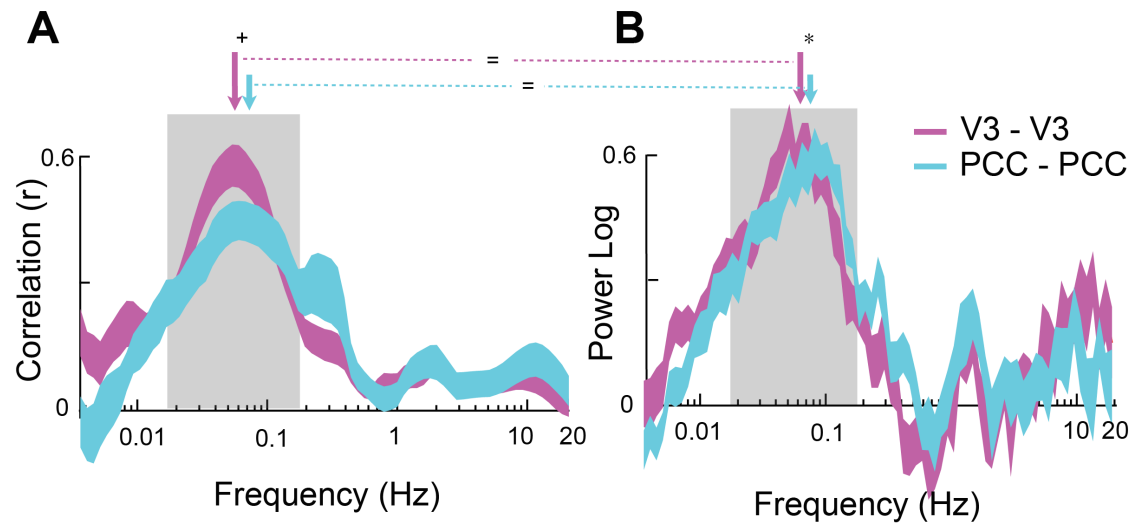 A
B
+
*
=
=
V3 - V3
PCC - PCC
0.6
0
Correlation (r)
0.01
0.1
1
10
20
Frequency (Hz)
0.6
0
Power Log
0.01
0.1
10
20
Frequency (Hz)